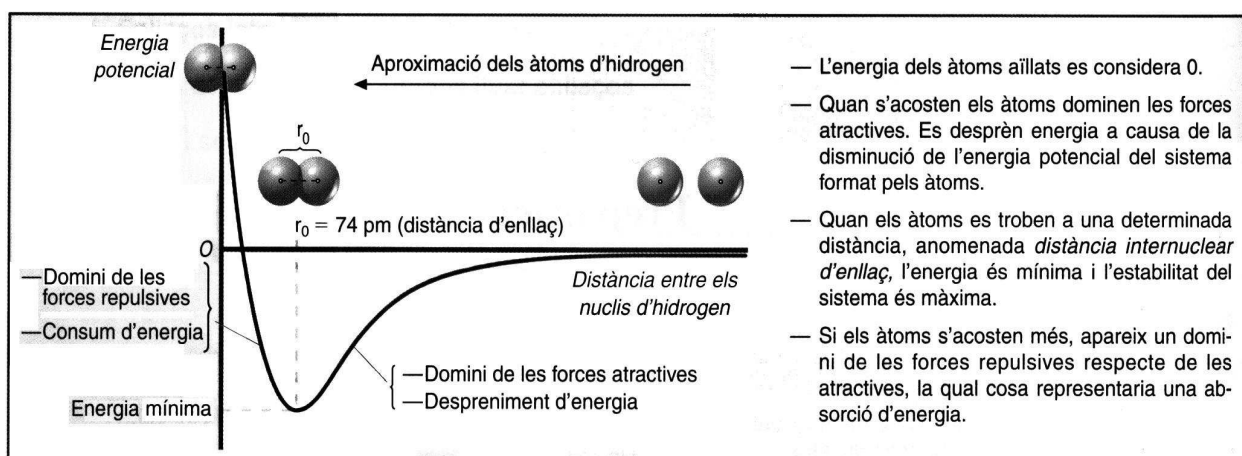 Energia
potencial
Aproximació dels àtoms d'hidrogen
r0
r0 = 74 pm (distància d'enllaç)
0
— Domini de les
forces repulsives
— Consum d'energia
Distància entre els
nuclis d'hidrogen
— Domini de les forces atractives
— Despreniment d'energia
Energia mínima
— L'energia dels àtoms aïllats es considera 0.
— Quan s'acosten els àtoms dominen les forces
atractives. Es desprèn energia a causa de la
disminució de l'energia potencial del sistema
format pels àtoms.
— Quan els àtoms es troben a una determinada
distància, anomenada distància internuclear
d'enllaç, l'energia és mínima i l'estabilitat del
sistema és màxima.
— Si els àtoms s'acosten més, apareix un domi-
ni de les forces repulsives respecte de les
atractives, la qual cosa representaria una ab-
sorció d'energia.